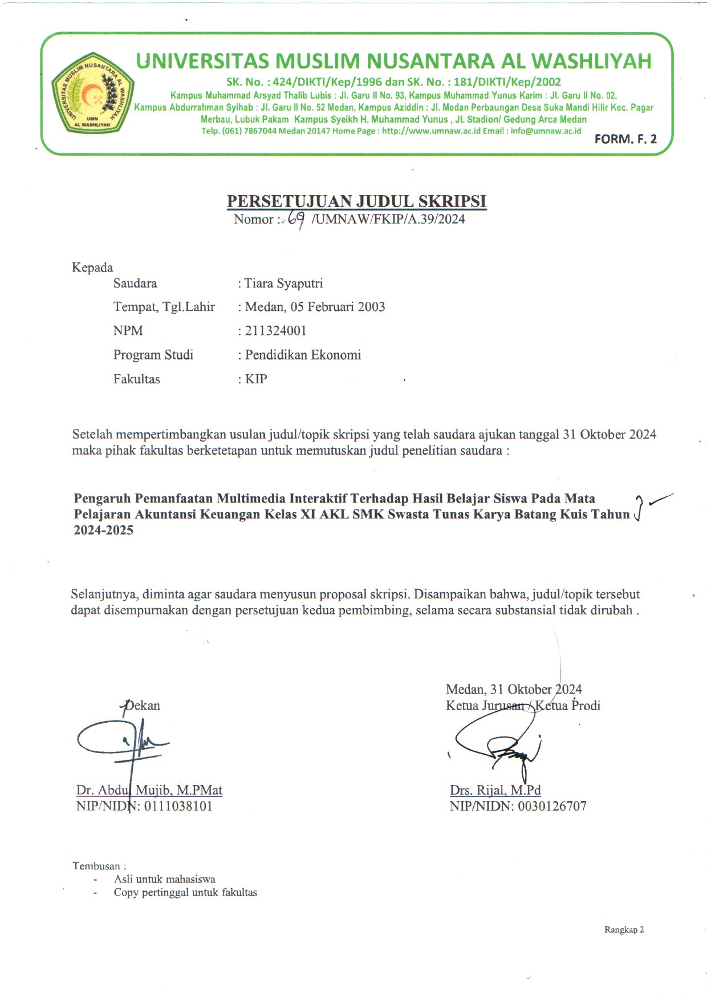 UNIVERSITAS MUSLIM NUSANTARA AL WASHLIYAH
SK. No. : 424/DIKTI/Kep/1996 dan SK. No. : 181/DIKTI/Kep/2002
Kampus Muhammad Arsyad Thalib Lubis : Jl. Garu II No. 93, Kampus Muhammad Yunus Karim : Jl. Garu II No. 02,
Kampus Abdurrahman Syihab : Jl. Garu II No. 52 Medan, Kampus Aziddin : Jl. Medan Perbaungan Desa Suka Mandi Hilir Kec. Pagar
Merbau, Lubuk Pakam Kampus Syeikh H. Muhammad Yunus , Jl. Stadion/ Gedung Arca Medan
Telp. (061) 7867044 Medan 20147 Home Page : http://www.umnaw.ac.id Email : info@umnaw.ac.id
FORM. F. 2
UNIVERSITAS MUSLIM NUSANTARA AL WASHLIYAH
UMN
AL WASHLIYAH
PERSETUJUAN JUDUL SKRIPSI
Nomor : 69 /UMNAW/FKIP/A.39/2024
Kepada
Saudara : Tiara Syaputri
Tempat, Tgl.Lahir : Medan, 05 Februari 2003
NPM : 211324001
Program Studi : Pendidikan Ekonomi
Fakultas : KIP
Setelah mempertimbangkan usulan judul/topik skripsi yang telah saudara ajukan tanggal 31 Oktober 2024
maka pihak fakultas berketetapan untuk memutuskan judul penelitian saudara :
Pengaruh Pemanfaatan Multimedia Interaktif Terhadap Hasil Belajar Siswa Pada Mata
Pelajaran Akuntansi Keuangan Kelas XI AKL SMK Swasta Tunas Karya Batang Kuis Tahun
2024-2025
Selanjutnya, diminta agar saudara menyusun proposal skripsi. Disampaikan bahwa, judul/topik tersebut
dapat disempurnakan dengan persetujuan kedua pembimbing, selama secara substansial tidak dirubah .
Medan, 31 Oktober 2024
Dekan
Ketua Jurusan / Ketua Prodi
Dr. Abdul Mujib, M.PMat
NIP/NIDN: 0111038101
Drs. Rijal, M.Pd
NIP/NIDN: 0030126707
Tembusan :
- Asli untuk mahasiswa
- Copy pertinggal untuk fakultas
Rangkap 2